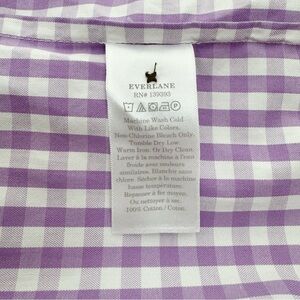 EVERLANE
RN# 139393
Machine Wash Cold
With Like Colors.
Non-Chlorine Bleach Only.
Tumble Dry Low.
Warm Iron. Or Dry Clean.
Laver à la machine à l'eau
froide avec couleurs
similaires. Blanchir sans
chlore. Sécher à la machine
basse température.
Repasser à fer moyen.
Ou nettoyer à sec.
100% Cotton / Coton.